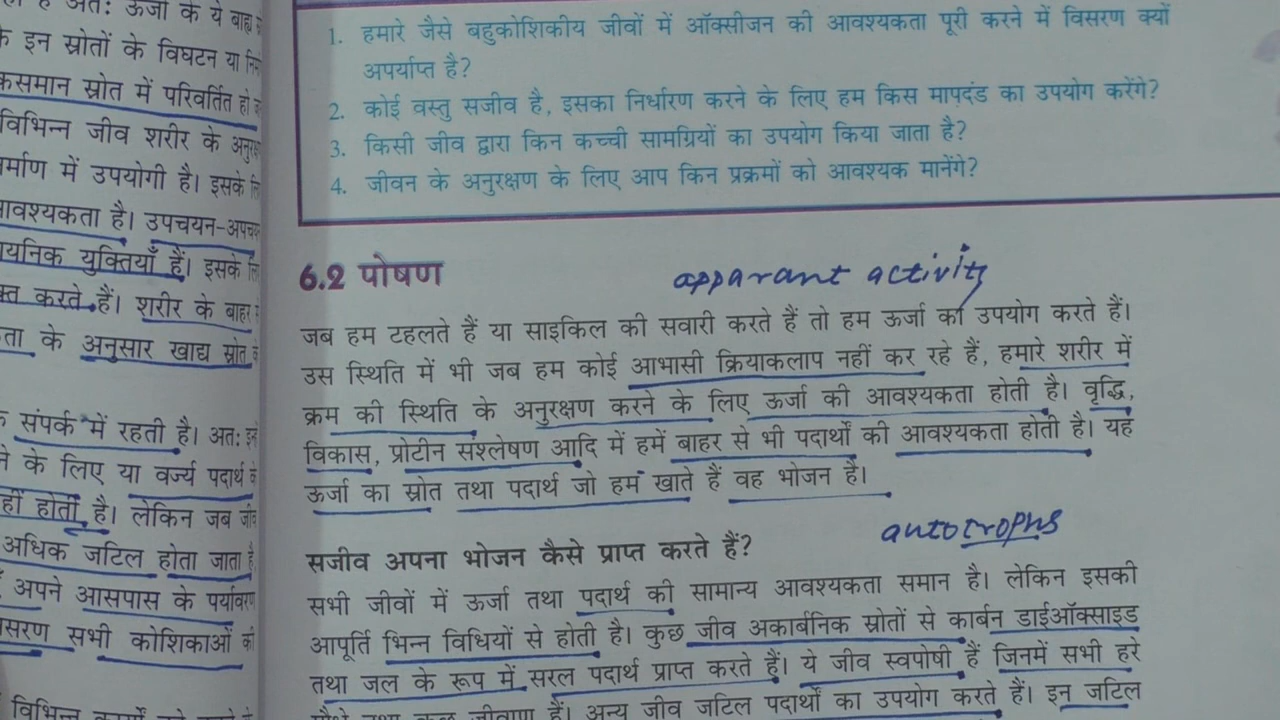 अतः ऊर्जा के ये बाह्य
इन स्रोतों के विघटन या
कसमान स्रोत में परिवर्तित हो
विभिन्न जीव शरीर के
में उपयोगी है। इसके
है। उपचयन-अपचय
युक्तियाँ हैं। इसके
करते हैं। शरीर के बाहर
के अनुसार खाद्य स्रोत
संपर्क में रहती है। अतः
के लिए या वर्ज्य पदार्थ
होती है। लेकिन जब
अधिक जटिल होता जाता है
अपने आसपास के पर्यावरण
सभी कोशिकाओं की
विभिन्न
1. हमारे जैसे बहुकोशिकीय जीवों में ऑक्सीजन की आवश्यकता पूरी करने में विसरण क्यों
अपर्याप्त है?
2. कोई वस्तु सजीव है, इसका निर्धारण करने के लिए हम किस मापदंड का उपयोग करेंगे?
3. किसी जीव द्वारा किन कच्ची सामग्रियों का उपयोग किया जाता है?
4. जीवन के अनुरक्षण के लिए आप किन प्रक्रमों को आवश्यक मानेंगे?
6.2 पोषण
apparant activity
जब हम टहलते हैं या साइकिल की सवारी करते हैं तो हम ऊर्जा का उपयोग करते हैं।
उस स्थिति में भी जब हम कोई आभासी क्रियाकलाप नहीं कर रहे हैं, हमारे शरीर में
क्रम की स्थिति के अनुरक्षण करने के लिए ऊर्जा की आवश्यकता होती है। वृद्धि,
विकास, प्रोटीन संश्लेषण आदि में हमें बाहर से भी पदार्थों की आवश्यकता होती है। यह
ऊर्जा का स्रोत तथा पदार्थ जो हम खाते हैं वह भोजन है।
autotrophs
सजीव अपना भोजन कैसे प्राप्त करते हैं?
सभी जीवों में ऊर्जा तथा पदार्थ की सामान्य आवश्यकता समान है। लेकिन इसकी
आपूर्ति भिन्न विधियों से होती है। कुछ जीव अकार्बनिक स्रोतों से कार्बन डाईऑक्साइड
तथा जल के रूप में सरल पदार्थ प्राप्त करते हैं। ये जीव स्वपोषी हैं जिनमें सभी हरे
पौधे तथा कुछ जीवाणु हैं। अन्य जीव जटिल पदार्थों का उपयोग करते हैं। इन जटिल